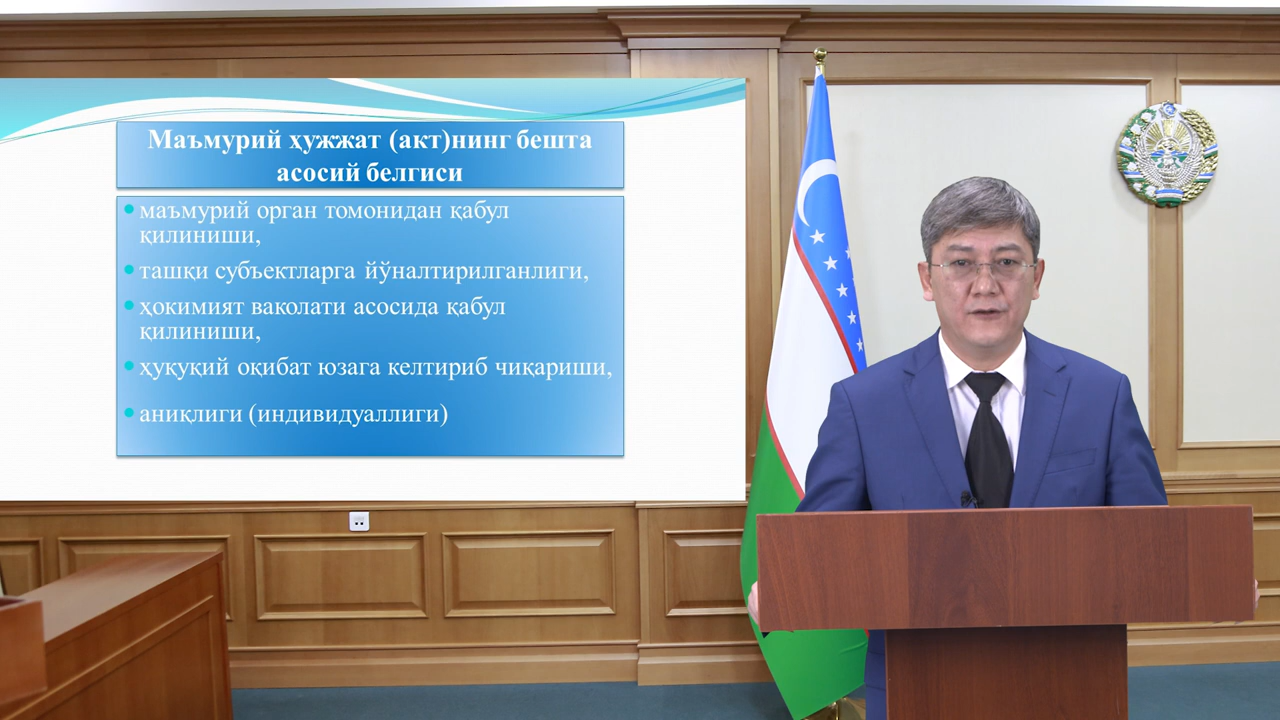 Маъмурий ҳужжат (акт)нинг бешта
асосий белгиси
• маъмурий орган томонидан қабул
қилиниши,
• ташқи субъектларга йўналтирилганлиги,
• ҳокимият ваколати асосида қабул
қилиниши,
• ҳуқуқий оқибат юзага келтириб чиқариши,
• аниқлиги (индивидуаллиги)